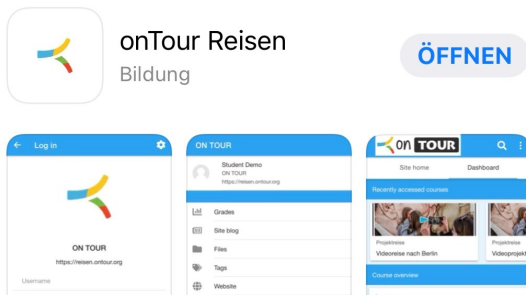 onTour Reisen
Bildung
ÖFFNEN
Log in
ON TOUR
https://reisen.ontour.org
Username
ON TOUR
Student Demo
ON TOUR
https://reisen.ontour.org
Grades
Site blog
Files
Tags
Website
on TOUR
Site home Dashboard
Recently accessed courses
Projektreise
Videoreise nach Berlin
Projektreise
Videoprojekt
Course overview